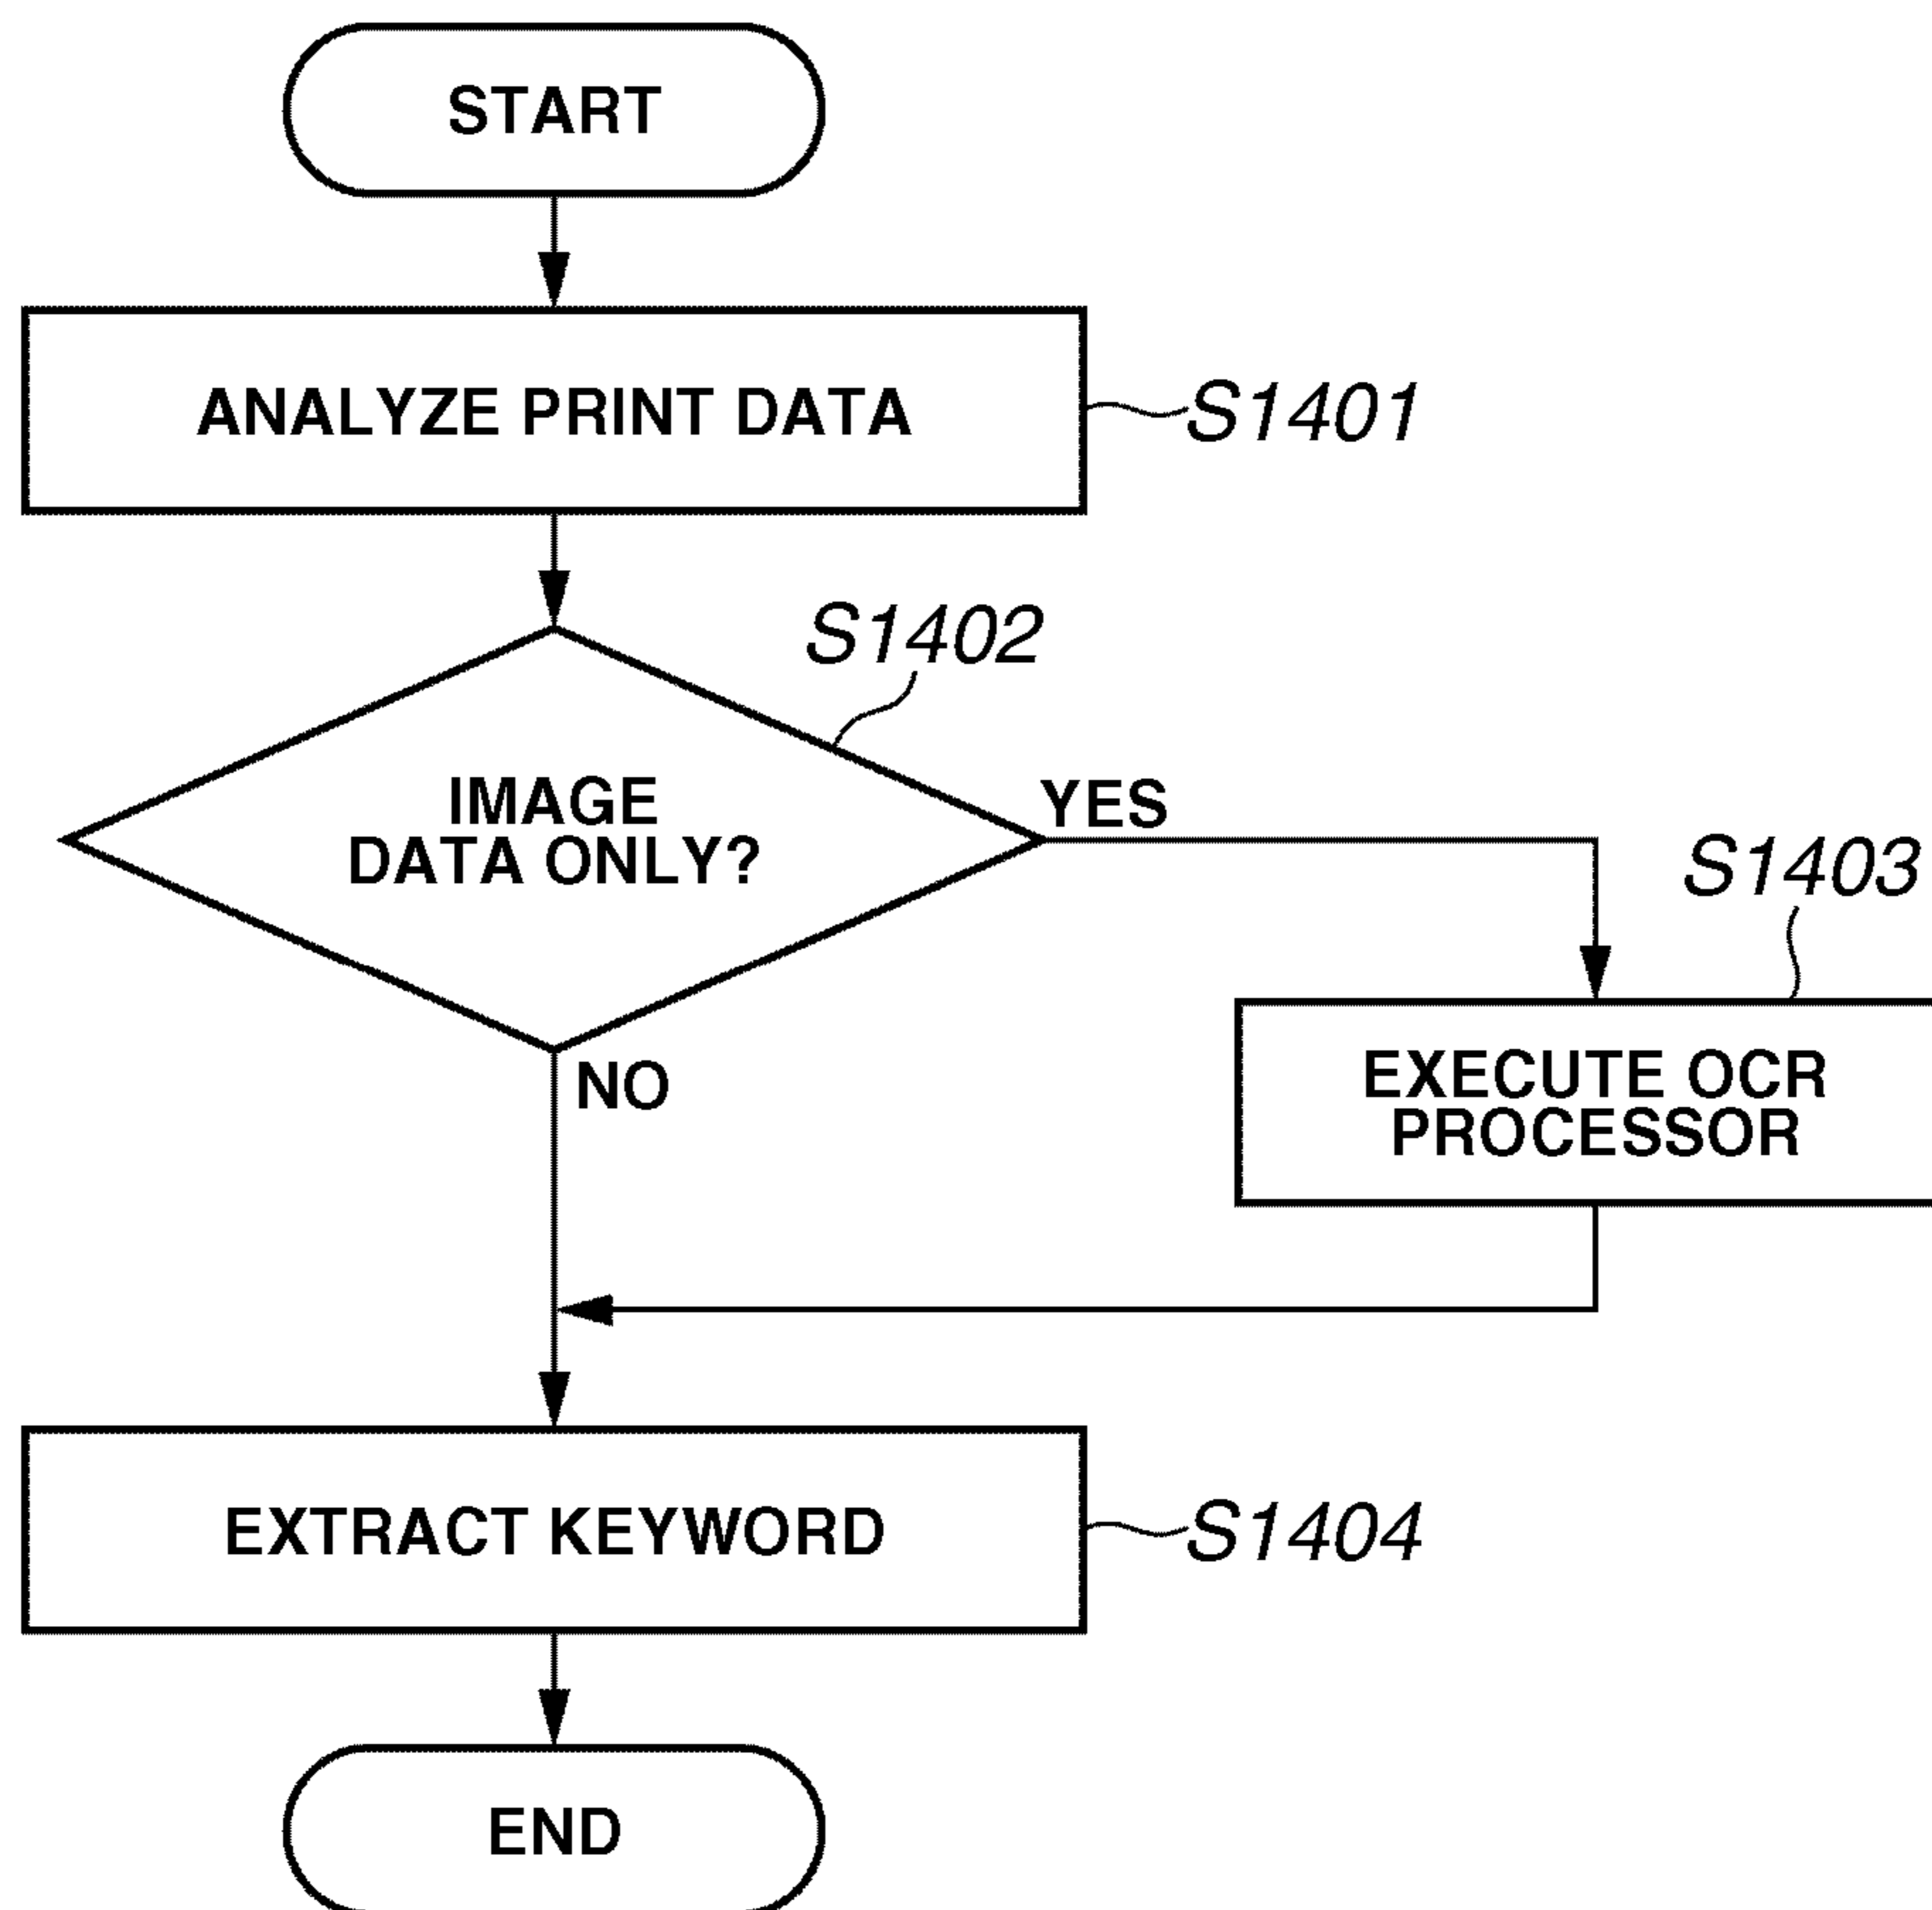 START
ANALYZE PRINT DATA
S1401
S1402
IMAGE
DATA ONLY?
YES
S1403
NO
EXECUTE OCR
PROCESSOR
EXTRACT KEYWORD
S1404
END